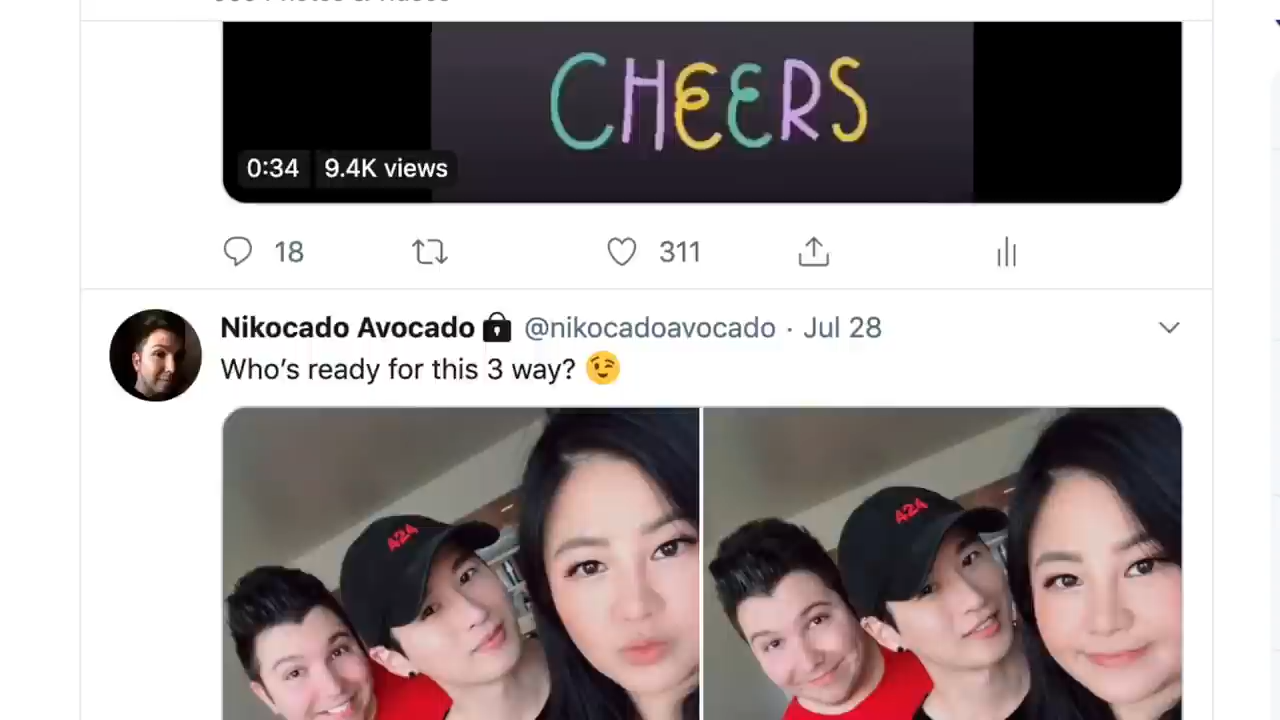 CHEERS
0:34 9.4K views
18 311
Nikocado Avocado @nikocadoavocado · Jul 28
Who's ready for this 3 way? 😉
A24 A24